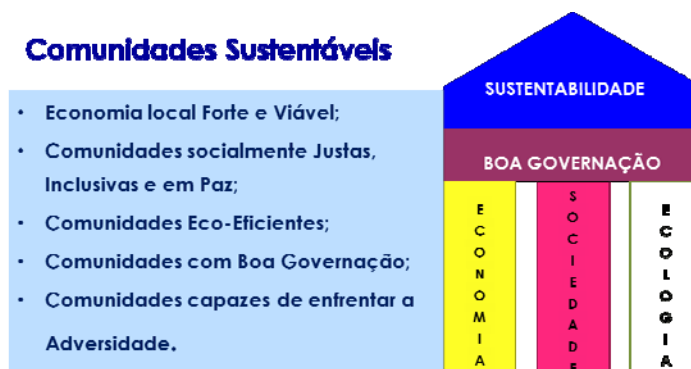 Comunidades Sustentáveis
• Economia local Forte e Viável;
• Comunidades socialmente Justas,
Inclusivas e em Paz;
• Comunidades Eco-Eficientes;
• Comunidades com Boa Governação;
• Comunidades capazes de enfrentar a
Adversidade.
SUSTENTABILIDADE
BOA GOVERNAÇÃO
ECONOMIA
SOCIEDADE
ECOLOGIA